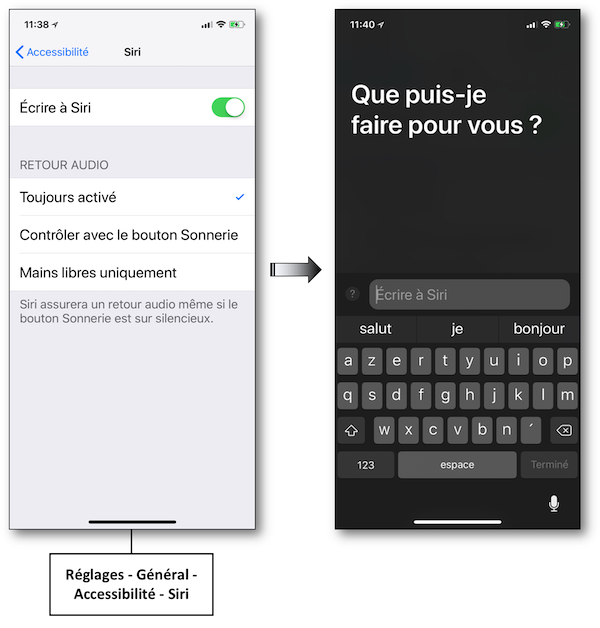 11:38
Accessibilité
Siri
Écrire à Siri
RETOUR AUDIO
Toujours activé
Contrôler avec le bouton Sonnerie
Mains libres uniquement
Siri assurera un retour audio même si le
bouton Sonnerie est sur silencieux.
Réglages - Général -
Accessibilité - Siri
11:40
Que puis-je
faire pour vous ?
? Écrire à Siri
salut je bonjour
a z e r t y u i o p
q s d f g h j k l m
w x c v b n ´
123 espace Terminé